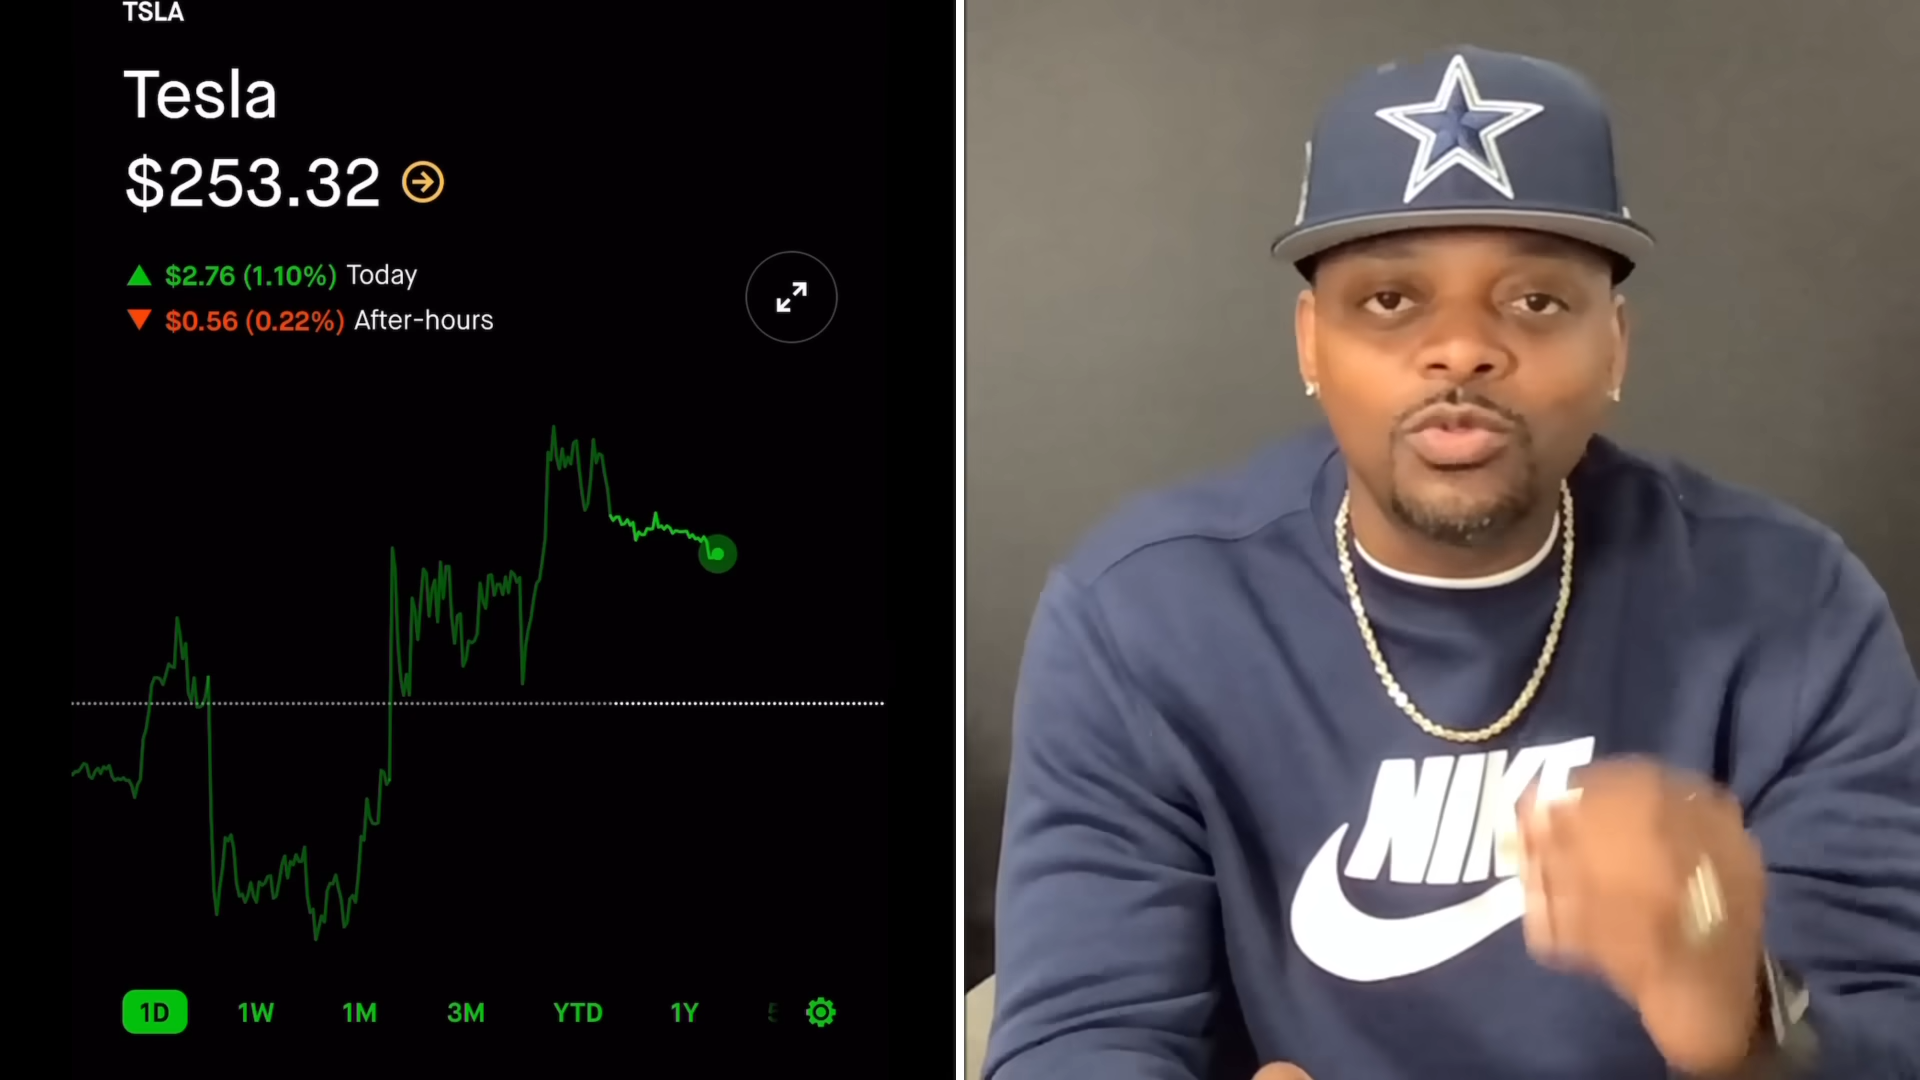 TSLA
Tesla
$253.32
$2.76 (1.10%) Today
$0.56 (0.22%) After-hours
1D 1W 1M 3M YTD 1Y
NIKE